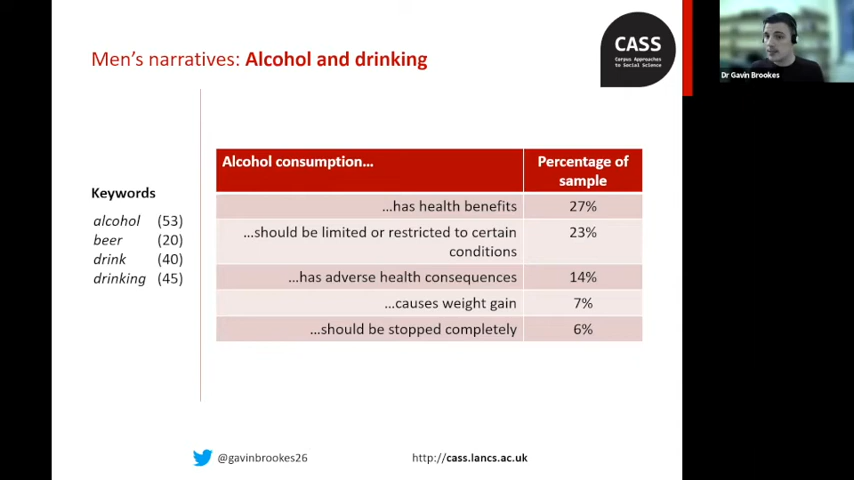 Men's narratives: Alcohol and drinking
CASS
Corpus Approaches
to Social Science
Dr Gavin Brookes
Keywords
alcohol (53)
beer (20)
drink (40)
drinking (45)
Alcohol consumption… Percentage of
sample
…has health benefits 27%
…should be limited or restricted to certain 23%
conditions
…has adverse health consequences 14%
…causes weight gain 7%
…should be stopped completely 6%
@gavinbrookes26 http://cass.lancs.ac.uk